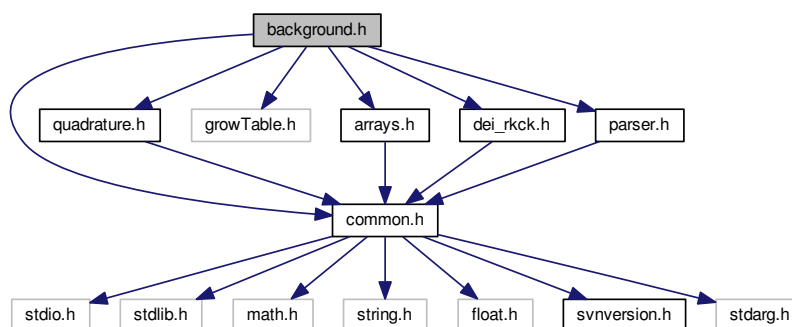 background.h
quadrature.h growTable.h arrays.h dei_rkck.h parser.h
common.h
stdio.h stdlib.h math.h string.h float.h svnversion.h stdarg.h